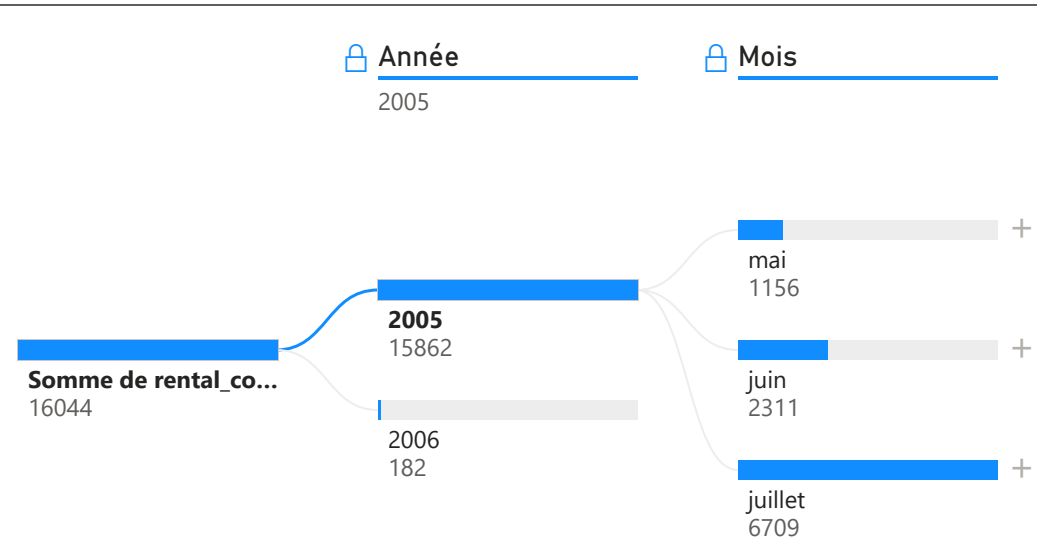 Année
Mois
2005
mai
1156
2005
15862
juin
2311
Somme de rental_co...
16044
2006
182
juillet
6709